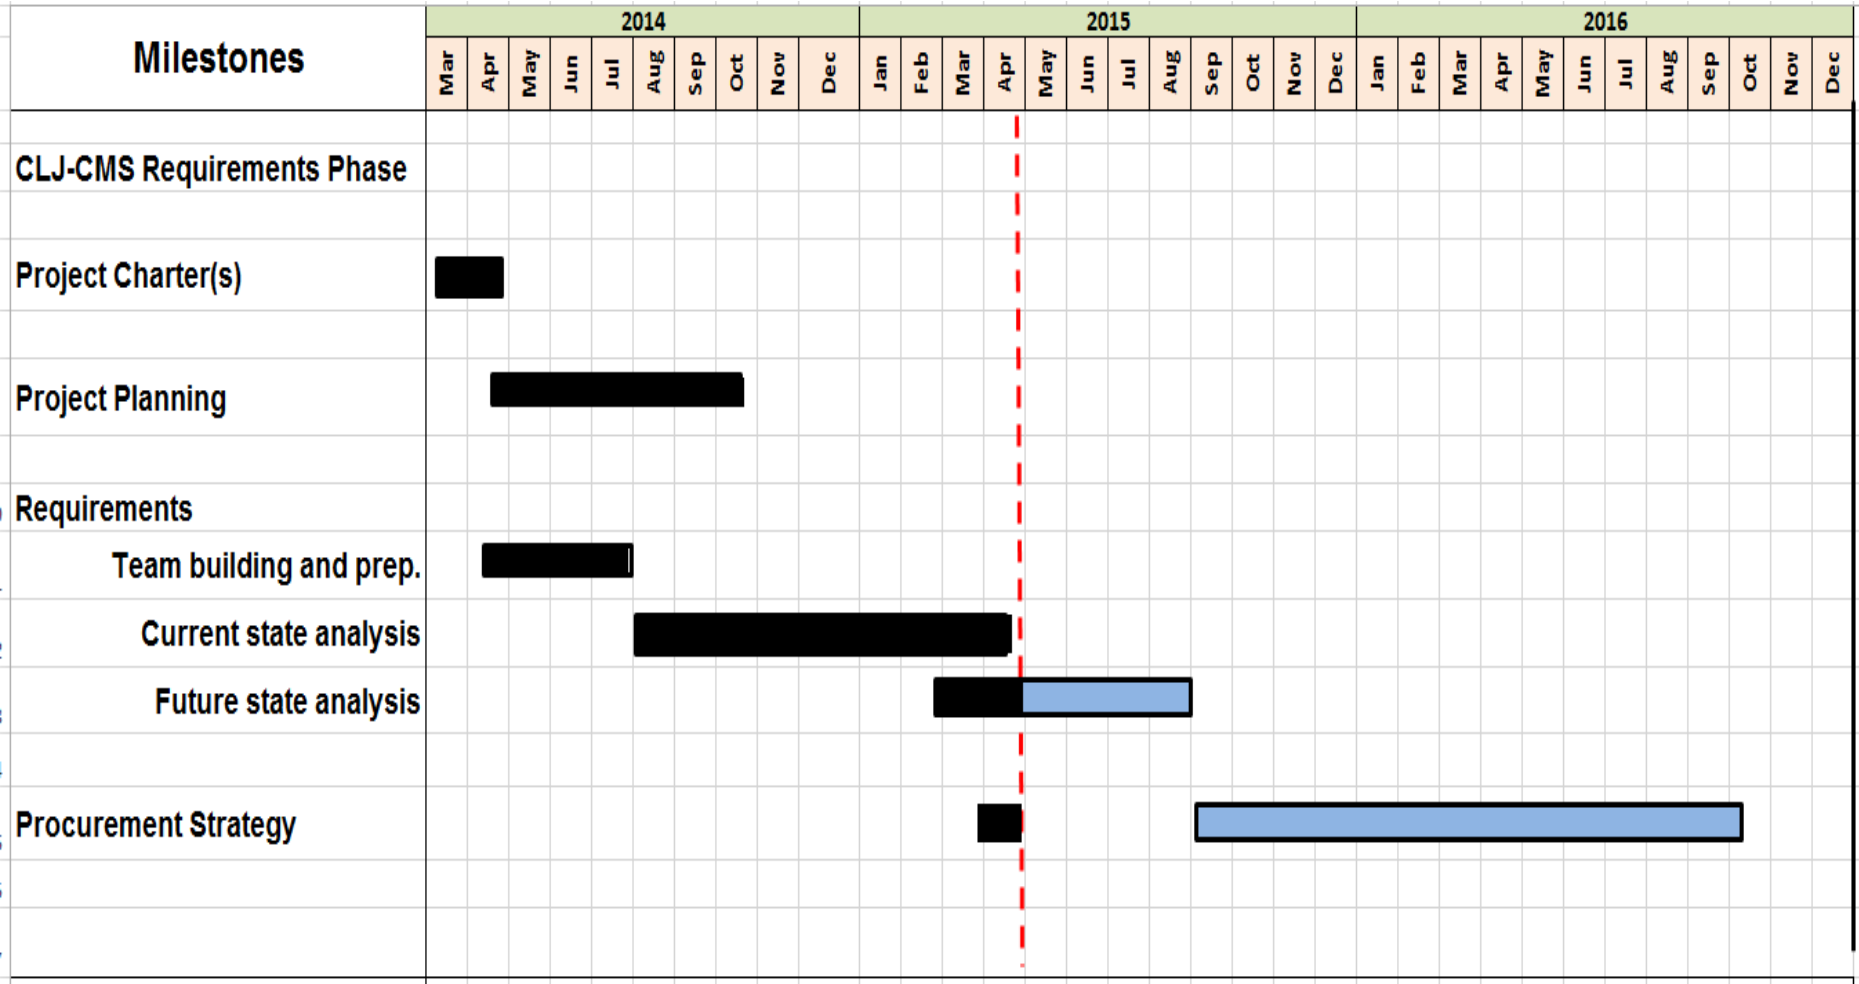 Milestones
2014 2015 2016
Mar Apr May Jun Jul Aug Sep Oct Nov Dec Jan Feb Mar Apr May Jun Jul Aug Sep Oct Nov Dec Jan Feb Mar Apr May Jun Jul Aug Sep Oct Nov Dec
CLJ-CMS Requirements Phase
Project Charter(s)
Project Planning
Requirements
Team building and prep.
Current state analysis
Future state analysis
Procurement Strategy